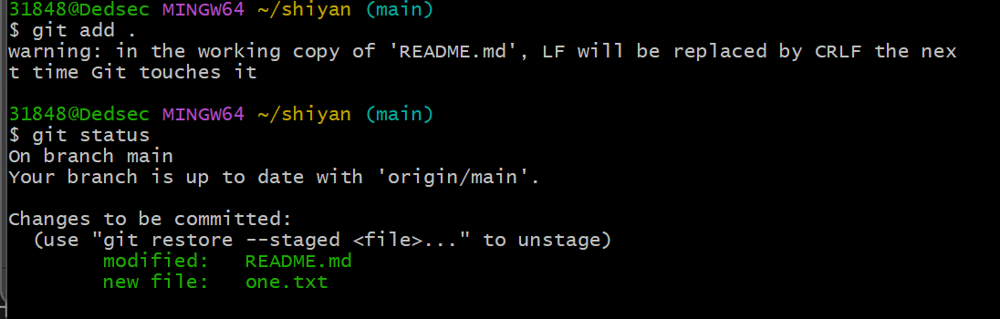 31848@Dedsec MINGW64 ~/shiyan (main)
$ git add .
warning: in the working copy of 'README.md', LF will be replaced by CRLF the nex
t time Git touches it
31848@Dedsec MINGW64 ~/shiyan (main)
$ git status
On branch main
Your branch is up to date with 'origin/main'.
Changes to be committed:
  (use "git restore --staged <file>..." to unstage)
        modified:   README.md
        new file:   one.txt